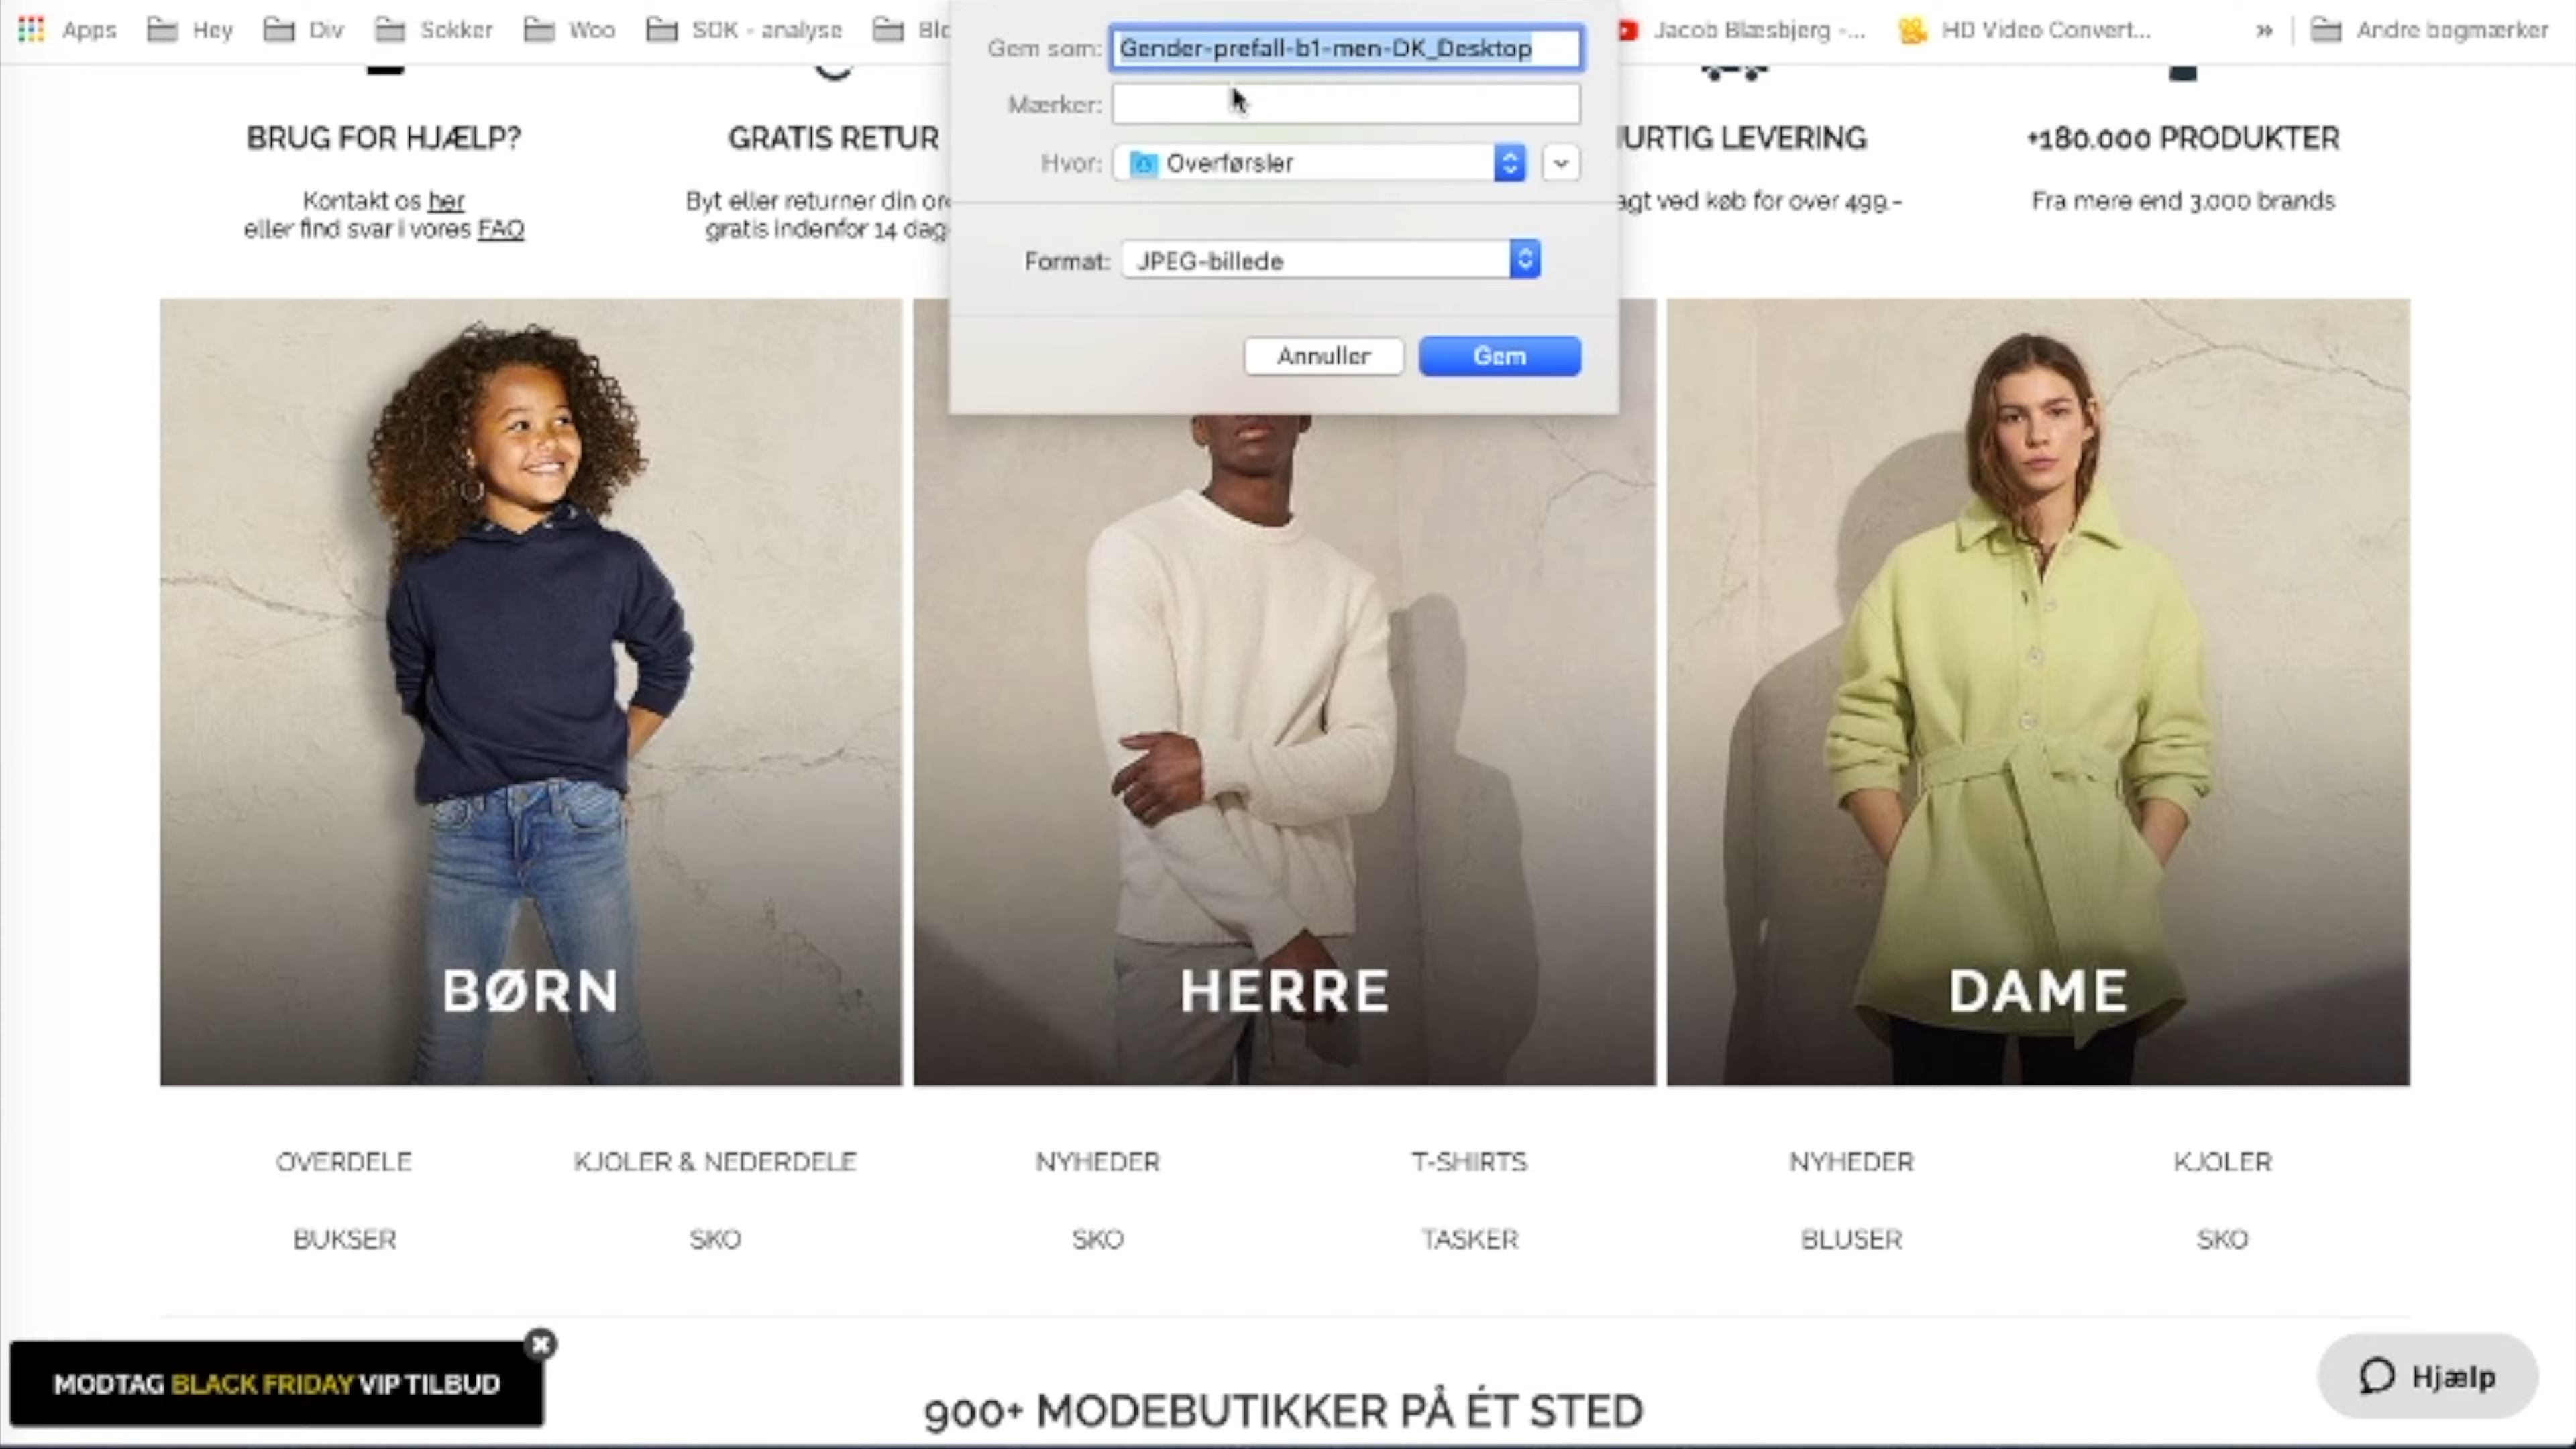 Apps
Hey
Div
Sokker
Woo
SOK - analyse
Jacob Blæsbjerg -...
HD Video Convert...
»
Andre bogmærker
Gem som: Gender-prefall-b1-men-DK_Desktop
Mærker:
Hvor: Overførsler
Format: JPEG-billede
Annuller
Gem
BRUG FOR HJÆLP?
Kontakt os her
eller find svar i vores FAQ
GRATIS RETUR
Byt eller returner din
gratis indenfor 14
LEVERING
ved køb for over 499.-
+180.000 PRODUKTER
Fra mere end 3.000 brands
BØRN
HERRE
DAME
OVERDELE
KJOLER & NEDERDELE
NYHEDER
T-SHIRTS
NYHEDER
KJOLER
BUKSER
SKO
SKO
TASKER
BLUSER
SKO
MODTAG BLACK FRIDAY VIP TILBUD
900+ MODEBUTIKKER PÅ ÉT STED
Hjælp